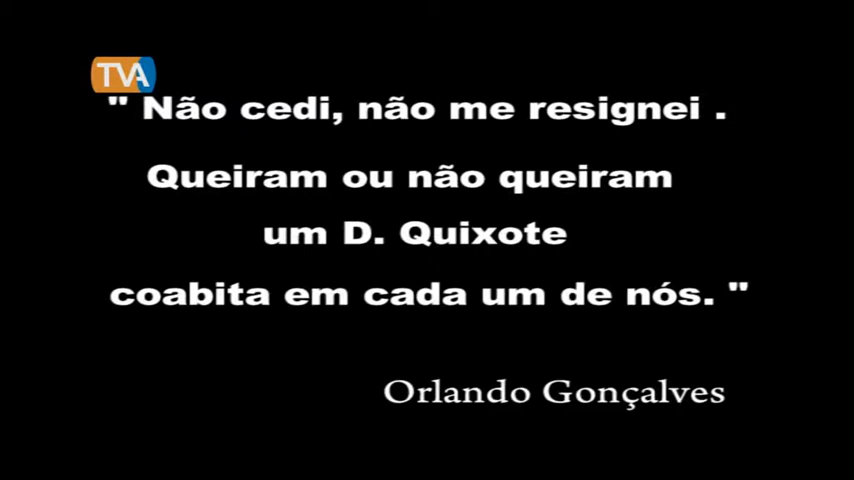 TVA
" Não cedi, não me resignei .
Queiram ou não queiram
um D. Quixote
coabita em cada um de nós. "
Orlando Gonçalves